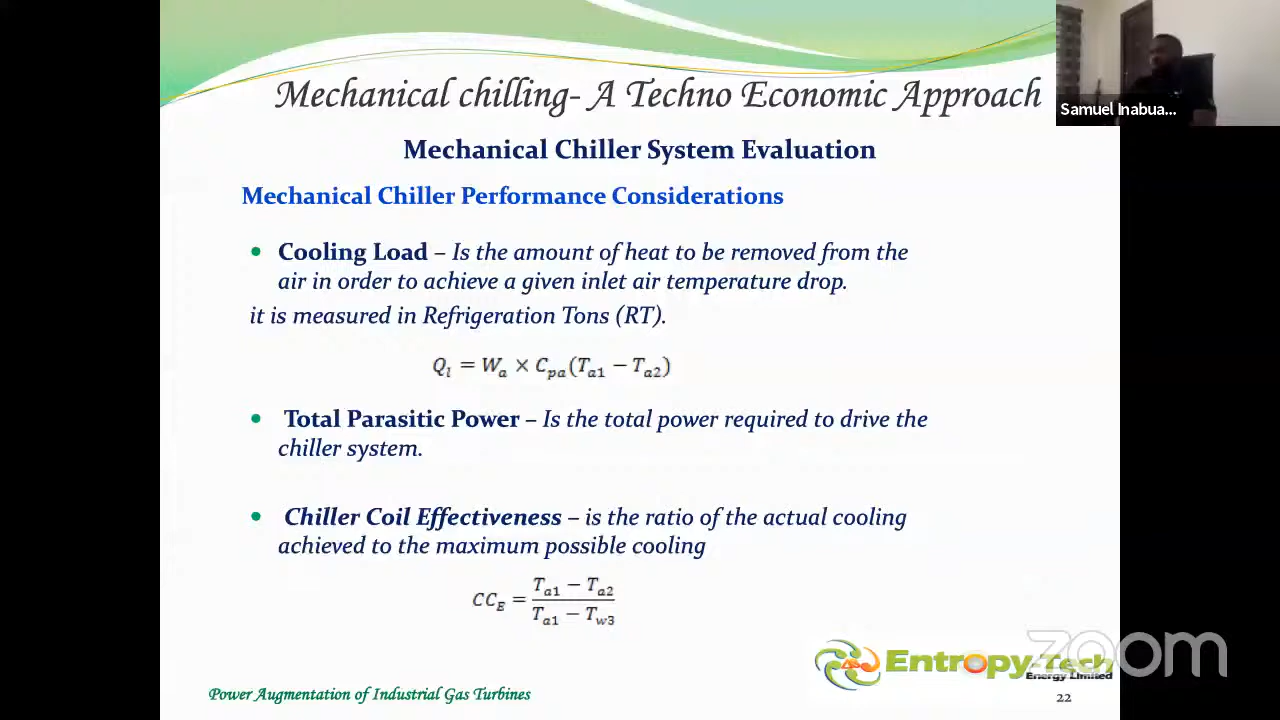 Mechanical chilling- A Techno Economic Approach
Samuel Inabua...
Mechanical Chiller System Evaluation
Mechanical Chiller Performance Considerations
• Cooling Load – Is the amount of heat to be removed from the
air in order to achieve a given inlet air temperature drop.
it is measured in Refrigeration Tons (RT).
Q_l = W_a × C_pa(T_a1 − T_a2)
• Total Parasitic Power – Is the total power required to drive the
chiller system.
• Chiller Coil Effectiveness – is the ratio of the actual cooling
achieved to the maximum possible cooling
CC_E = (T_a1 − T_a2) / (T_a1 − T_w3)
zoom
Entropy-Tech
Energy Limited
Power Augmentation of Industrial Gas Turbines
22